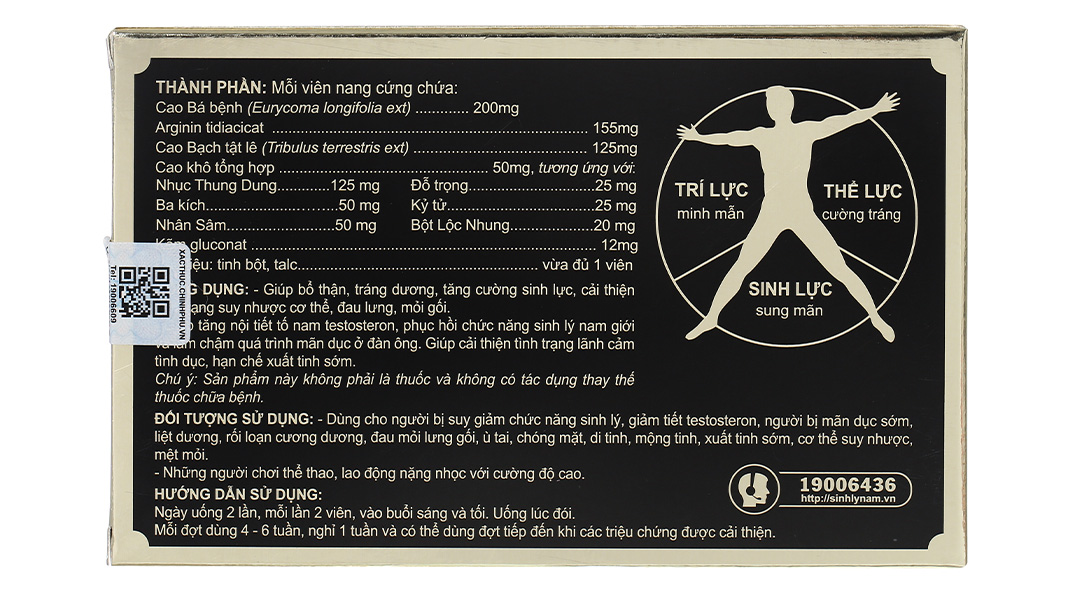 THÀNH PHẦN: Mỗi viên nang cứng chứa:
Cao Bá bệnh (Eurycoma longifolia ext) ............ 200mg
Arginin tidiacicat ........................................................................ 155mg
Cao Bạch tật lê (Tribulus terrestris ext) .................................................. 125mg
Cao khô tổng hợp ................................................ 50mg, tương ứng với:
Nhục Thung Dung............125 mg Đỗ trọng.............................25 mg
Ba kích..............................50 mg Kỷ tử...................................25 mg
Nhân Sâm.........................50 mg Bột Lộc Nhung...................20 mg
gluconat ................................................................................ 12mg
tinh bột, talc....................................................... vừa đủ 1 viên
DỤNG: - Giúp bổ thận, tráng dương, tăng cường sinh lực, cải thiện
suy nhược cơ thể, đau lưng, mỏi gối.
tăng nội tiết tố nam testosteron, phục hồi chức năng sinh lý nam giới
làm chậm quá trình mãn dục ở đàn ông. Giúp cải thiện tình trạng lãnh cảm
tình dục, hạn chế xuất tinh sớm.
Chú ý: Sản phẩm này không phải là thuốc và không có tác dụng thay thế
thuốc chữa bệnh.
TRÍ LỰC
minh mẫn
THỂ LỰC
cường tráng
SINH LỰC
sung mãn
XACTHUC.CHINHPHU.VN
Tel: 19006609
ĐỐI TƯỢNG SỬ DỤNG: - Dùng cho người bị suy giảm chức năng sinh lý, giảm tiết testosteron, người bị mãn dục sớm,
liệt dương, rối loạn cương dương, đau mỏi lưng gối, ù tai, chóng mặt, di tinh, mộng tinh, xuất tinh sớm, cơ thể suy nhược,
mệt mỏi.
- Những người chơi thể thao, lao động nặng nhọc với cường độ cao.
HƯỚNG DẪN SỬ DỤNG:
Ngày uống 2 lần, mỗi lần 2 viên, vào buổi sáng và tối. Uống lúc đói.
Mỗi đợt dùng 4 - 6 tuần, nghỉ 1 tuần và có thể dùng đợt tiếp đến khi các triệu chứng được cải thiện.
19006436
http://sinhlynam.vn